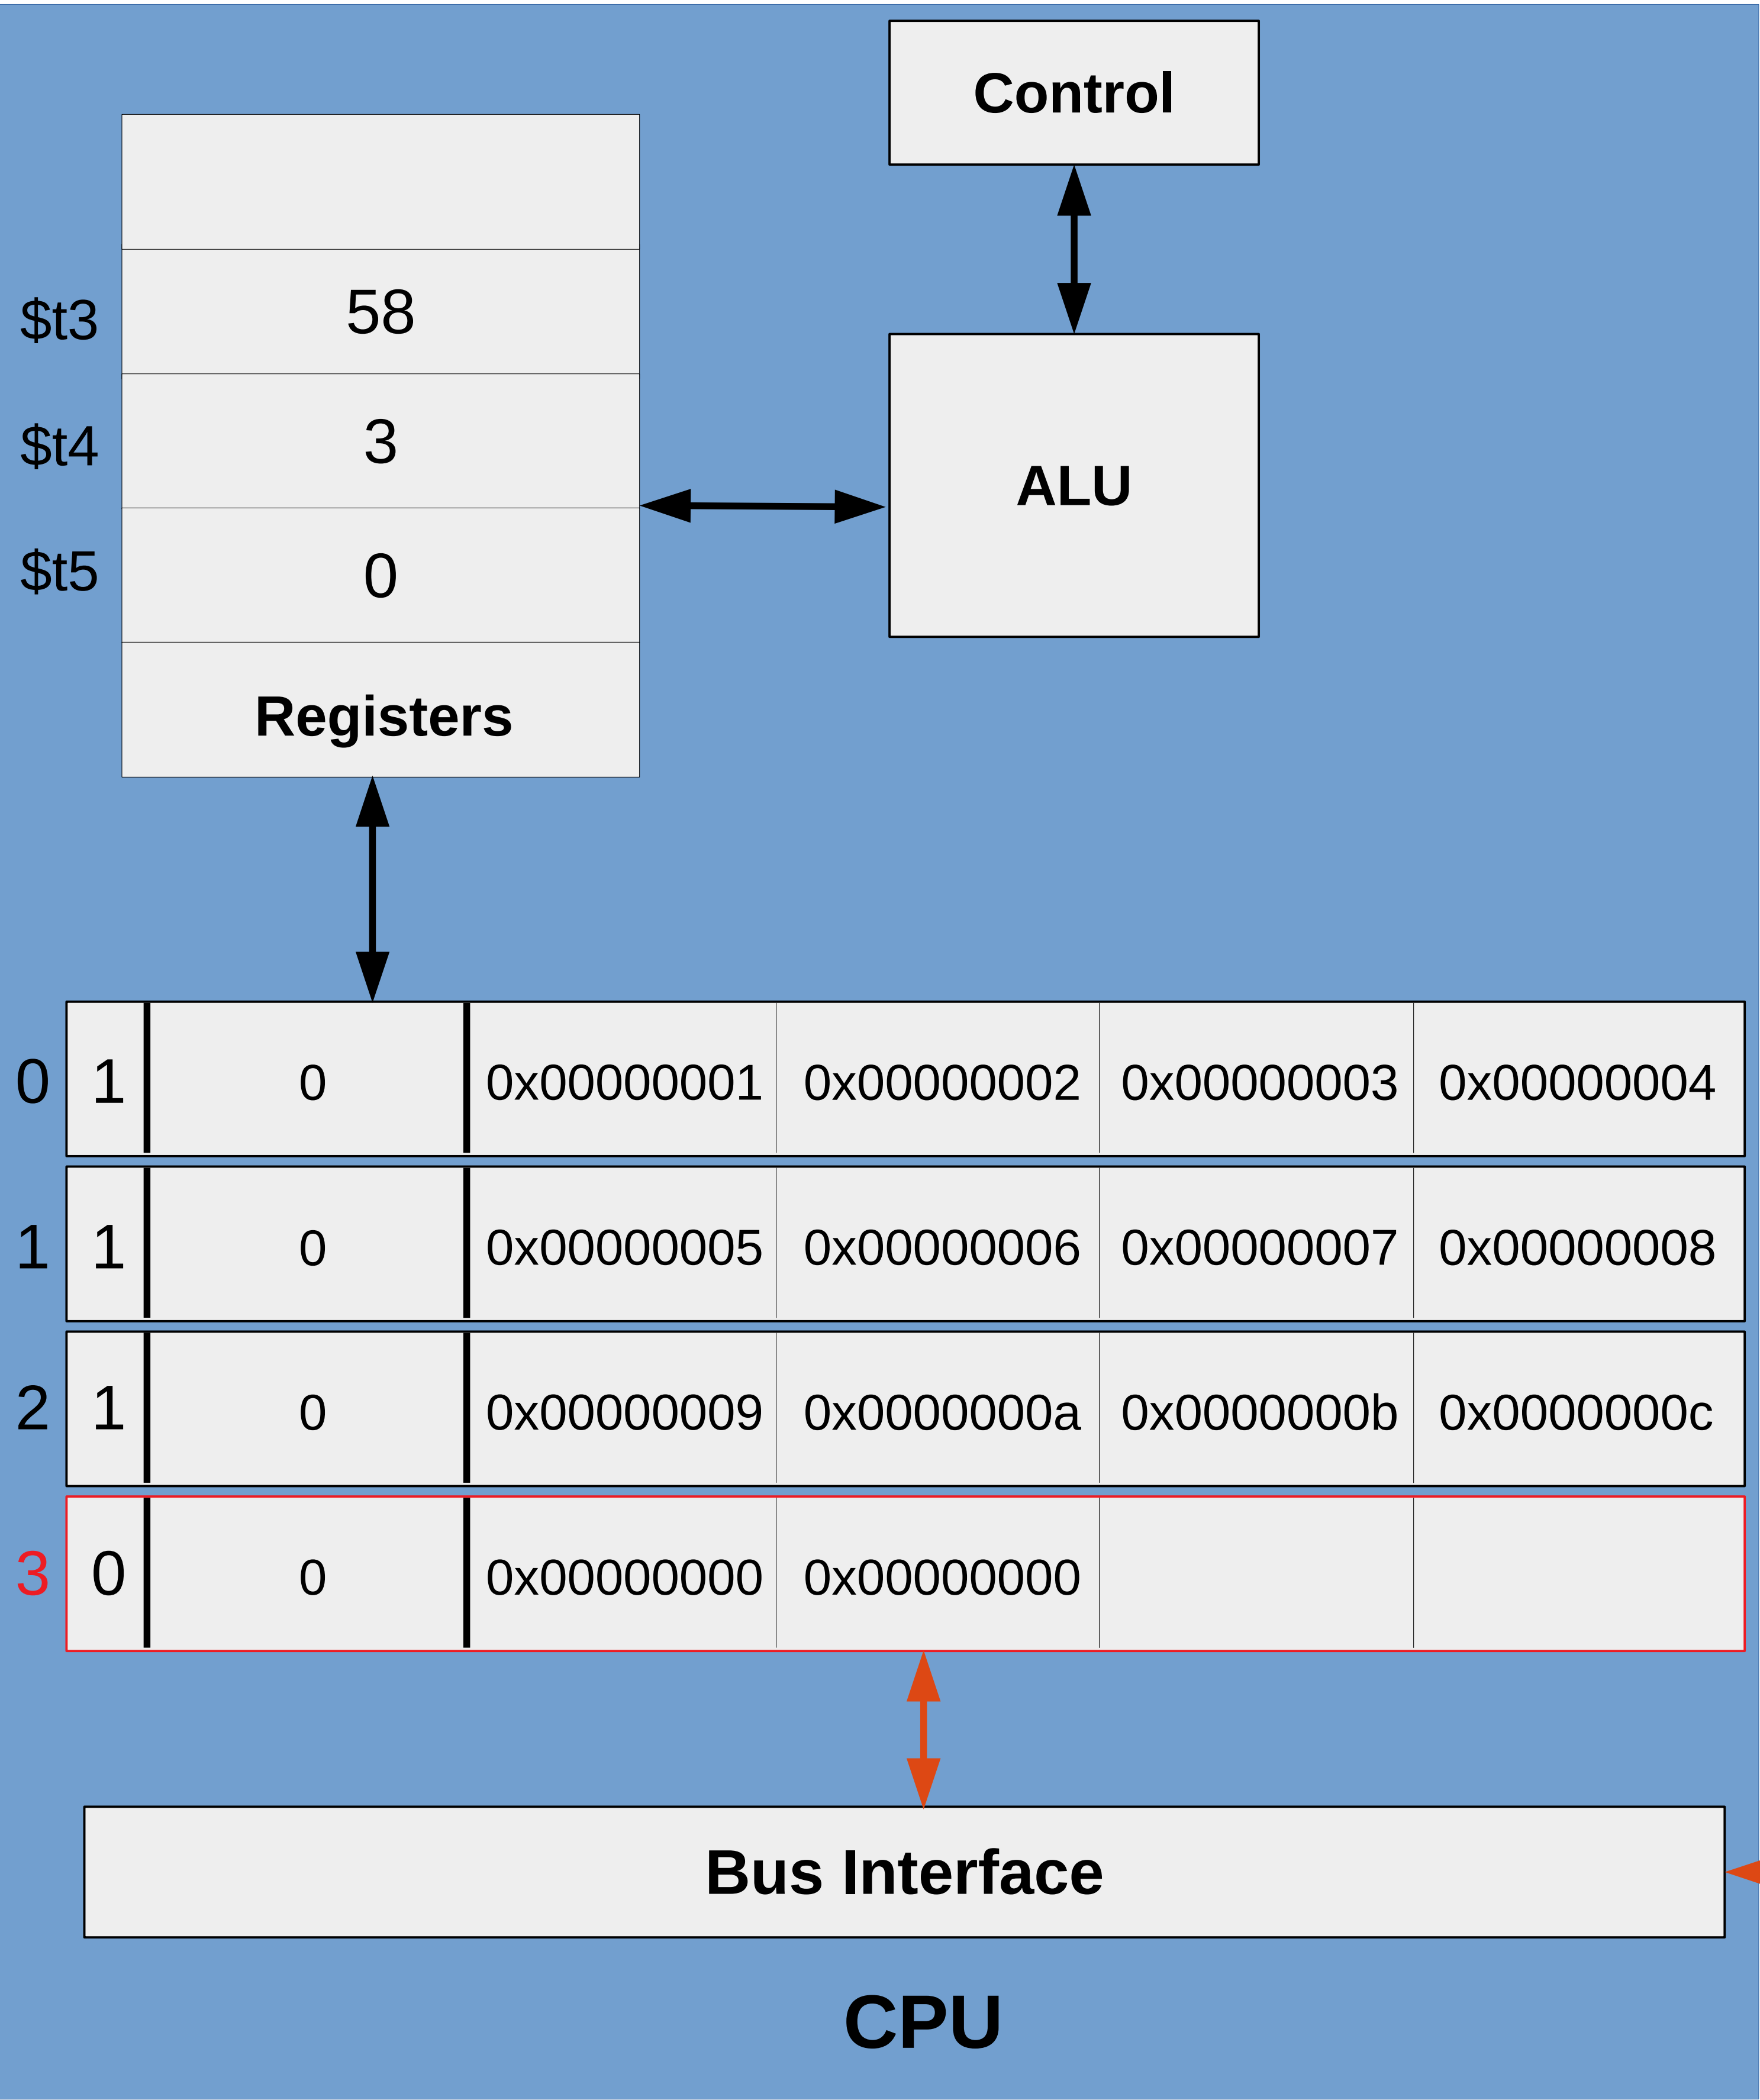 Control
$t3 58
$t4 3
ALU
$t5 0
Registers
0 1 0 0x00000001 0x00000002 0x00000003 0x00000004
1 1 0 0x00000005 0x00000006 0x00000007 0x00000008
2 1 0 0x00000009 0x0000000a 0x0000000b 0x0000000c
3 0 0 0x00000000 0x00000000
Bus Interface
CPU